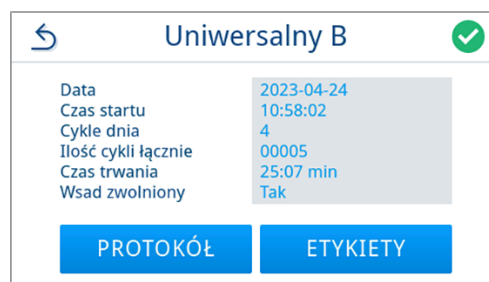 Uniwersalny B
Data 2023-04-24
Czas startu 10:58:02
Cykle dnia 4
Ilość cykli łącznie 00005
Czas trwania 25:07 min
Wsad zwolniony Tak
PROTOKÓŁ ETYKIETY